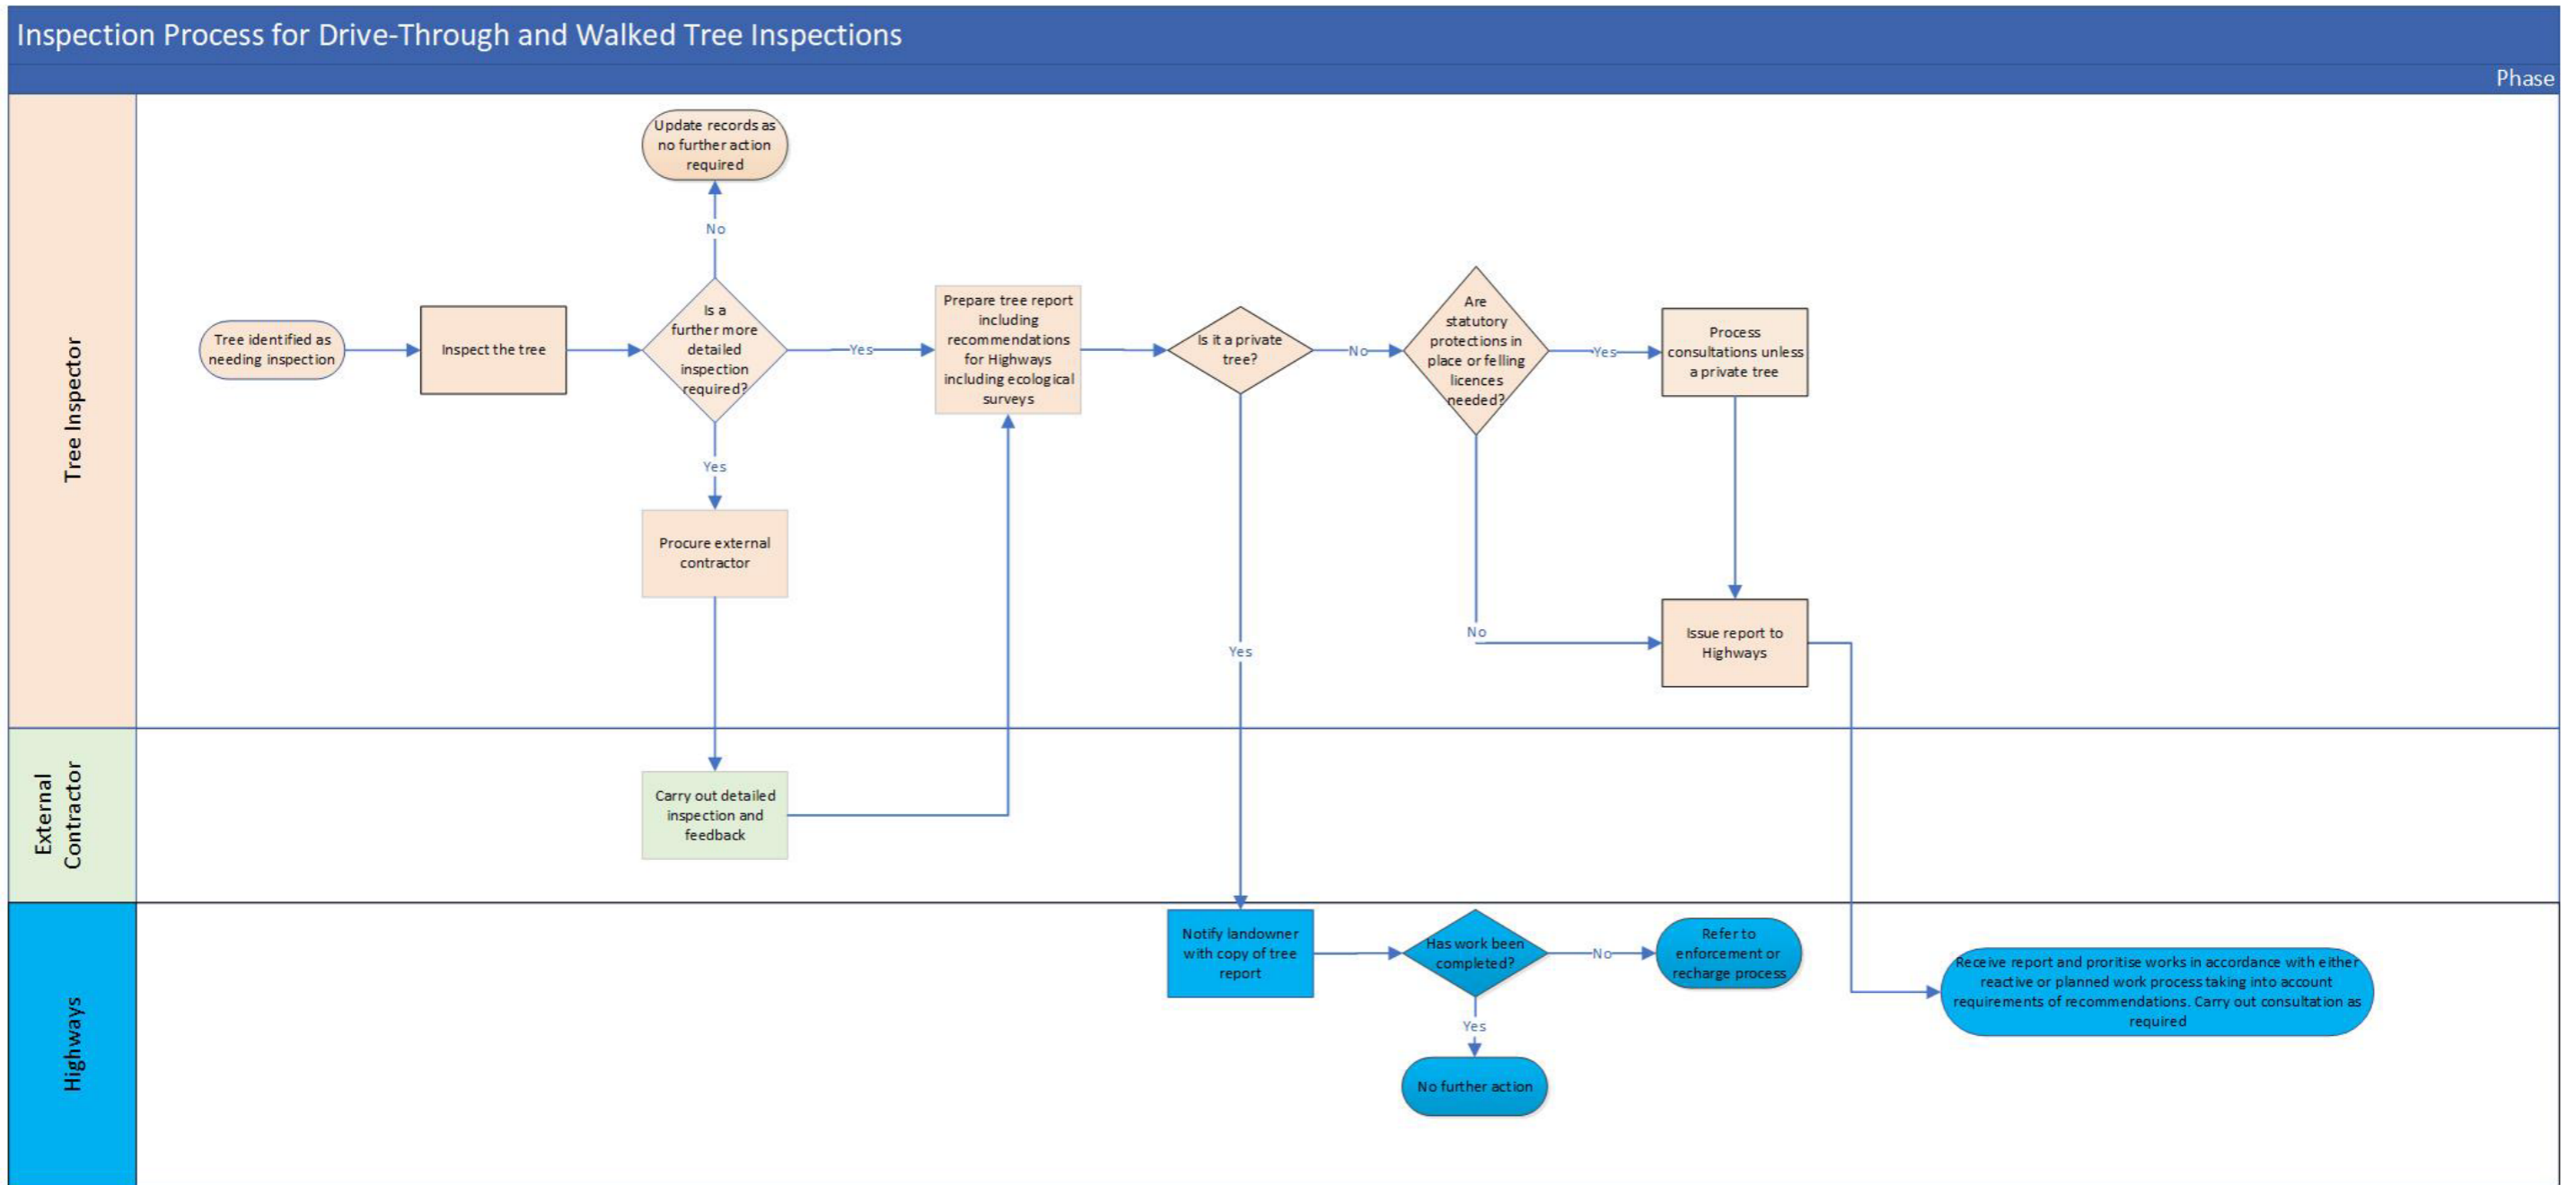 Inspection Process for Drive-Through and Walked Tree Inspections
Phase
Tree Inspector
Tree identified as
needing inspection
Inspect the tree
Is a
further more
detailed
inspection
required?
No
Update records as
no further action
required
Yes
Yes
Procure external
contractor
Prepare tree report
including
recommendations
for Highways
including ecological
surveys
Is it a private
tree?
No
Yes
Are
statutory
protections in
place or felling
licences
needed?
Yes
No
Process
consultations unless
a private tree
Issue report to
Highways
External
Contractor
Carry out detailed
inspection and
feedback
Highways
Notify landowner
with copy of tree
report
Has work been
completed?
No
Refer to
enforcement or
recharge process
Yes
No further action
Receive report and proritise works in accordance with either
reactive or planned work process taking into account
requirements of recommendations. Carry out consultation as
required